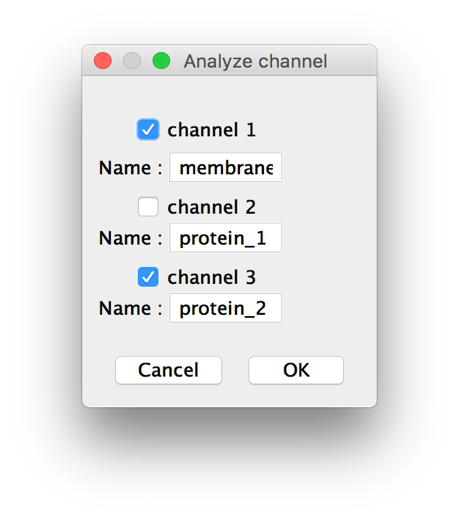 Analyze channel
channel 1
Name : membrane
channel 2
Name : protein_1
channel 3
Name : protein_2
Cancel OK